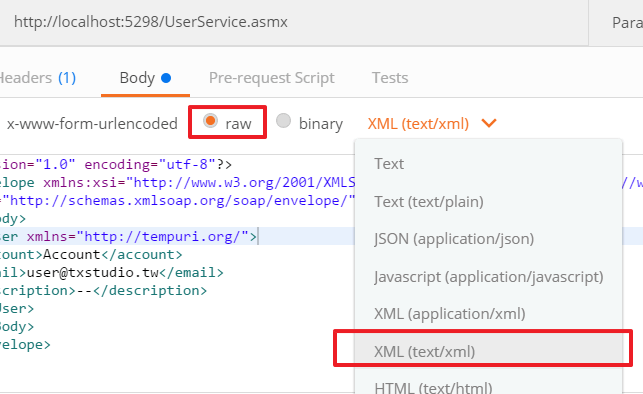 http://localhost:5298/UserService.asmx
Para
Headers (1)
Body
Pre-request Script
Tests
x-www-form-urlencoded
raw
binary
XML (text/xml)
sion="1.0" encoding="utf-8"?>
elope xmlns:xsi="http://www.w3.org/2001/XMLS
//w
="http://schemas.xmlsoap.org/soap/envelope/"
ody>
ser xmlns="http://tempuri.org/">
count>Account</account>
ail>user@txstudio.tw</email>
scription>--</description>
User>
Body>
velope>
Text
Text (text/plain)
JSON (application/json)
Javascript (application/javascript)
XML (application/xml)
XML (text/xml)
HTML (text/html)